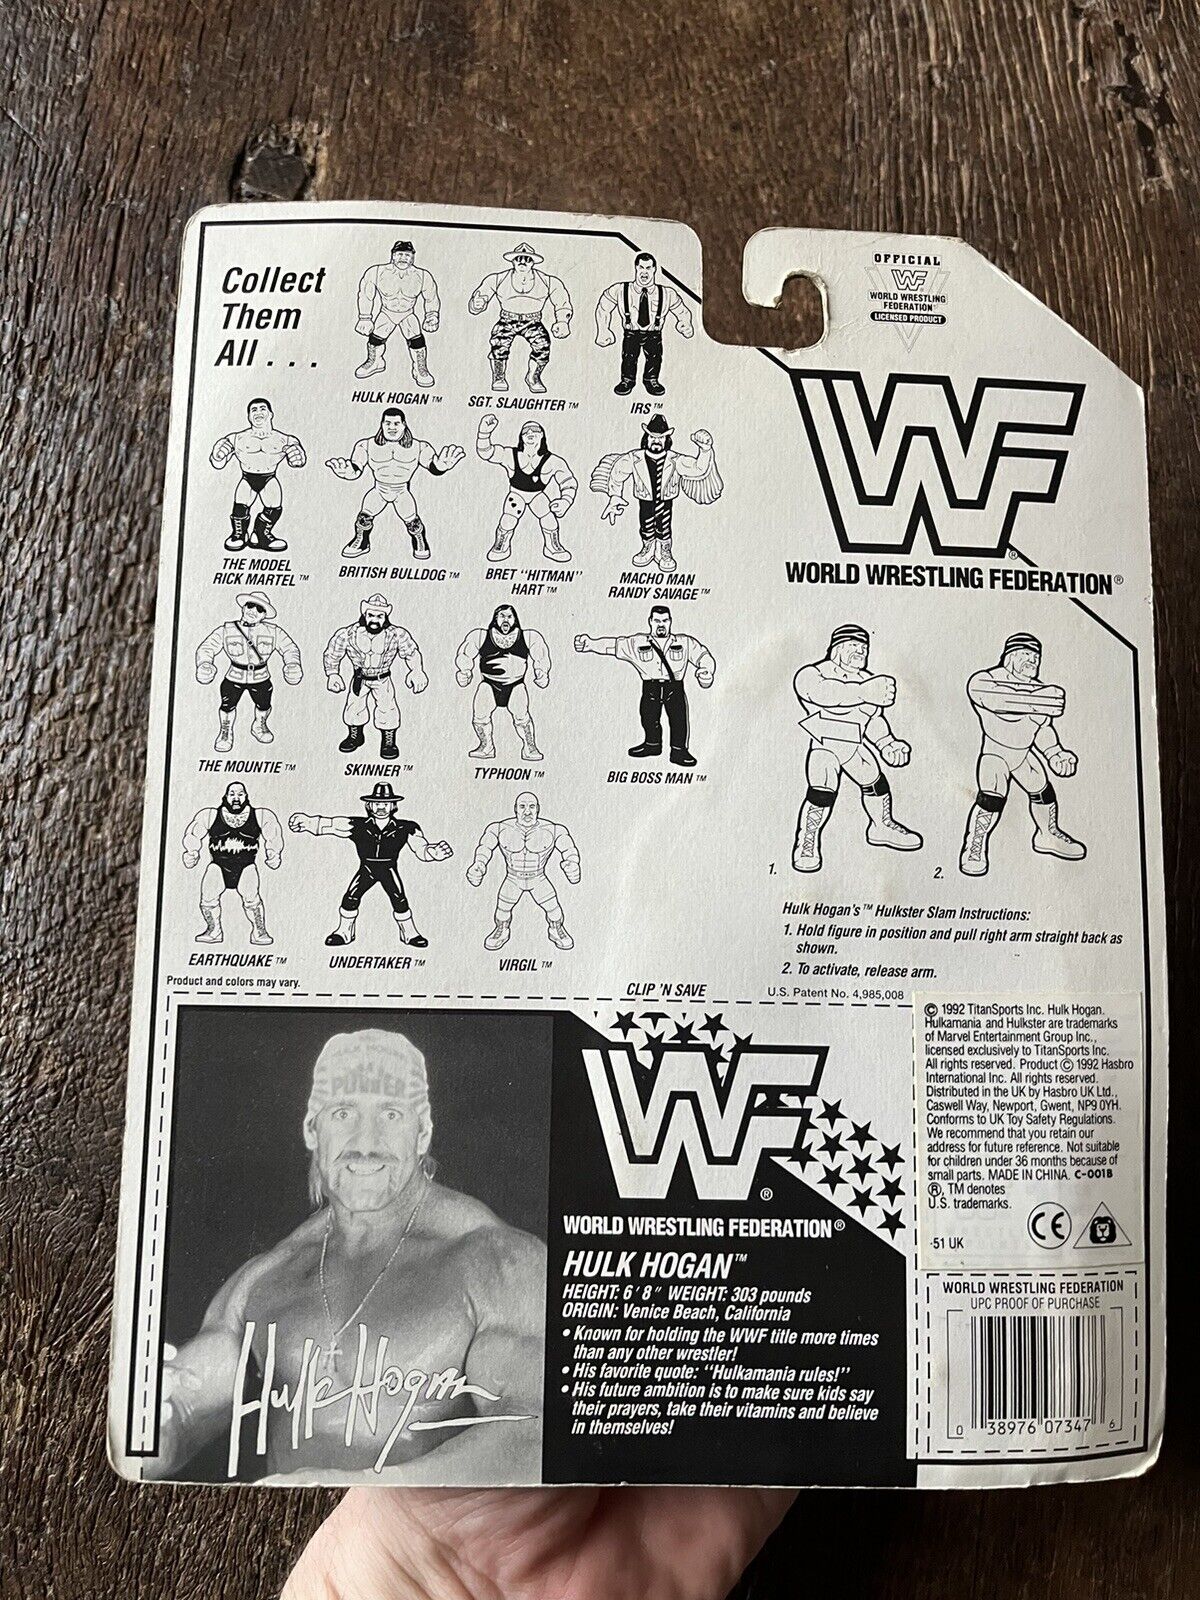 Collect
Them
All . . .
HULK HOGAN™
SGT. SLAUGHTER™
IRS™
THE MODEL
RICK MARTEL™
BRITISH BULLDOG™
BRET "HITMAN"
HART™
MACHO MAN
RANDY SAVAGE™
THE MOUNTIE™
SKINNER™
TYPHOON™
BIG BOSS MAN™
EARTHQUAKE™
UNDERTAKER™
VIRGIL
VIRGIL™
Product and colors may vary.
OFFICIAL
WF
WORLD WRESTLING
FEDERATION
LICENSED PRODUCT
WF
®
WORLD WRESTLING FEDERATION®
1.
2.
Hulk Hogan's™ Hulkster Slam Instructions:
1. Hold figure in position and pull right arm straight back as
shown.
2. To activate, release arm.
U.S. Patent No. 4,985,008
CLIP 'N SAVE
POWER
Hulk Hogan
WF
®
WORLD WRESTLING FEDERATION®
HULK HOGAN™
HEIGHT: 6'8" WEIGHT: 303 pounds
ORIGIN: Venice Beach, California
• Known for holding the WWF title more times
than any other wrestler!
• His favorite quote: "Hulkamania rules!"
• His future ambition is to make sure kids say
their prayers, take their vitamins and believe
in themselves!
© 1992 TitanSports Inc. Hulk Hogan.
Hulkamania and Hulkster are trademarks
of Marvel Entertainment Group Inc.,
licensed exclusively to TitanSports Inc.
All rights reserved. Product © 1992 Hasbro
International Inc. All rights reserved.
Distributed in the UK by Hasbro UK Ltd.,
Caswell Way, Newport, Gwent, NP9 0YH.
Conforms to UK Toy Safety Regulations.
We recommend that you retain our
address for future reference. Not suitable
for children under 36 months because of
small parts. MADE IN CHINA. C-001B
®, TM denotes
U.S. trademarks.
·51 UK
CE
WORLD WRESTLING FEDERATION
UPC PROOF OF PURCHASE
0 38976 07347 6